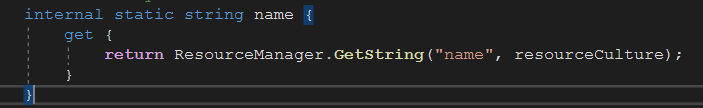 internal static string name {
get {
return ResourceManager.GetString("name", resourceCulture);
}
}